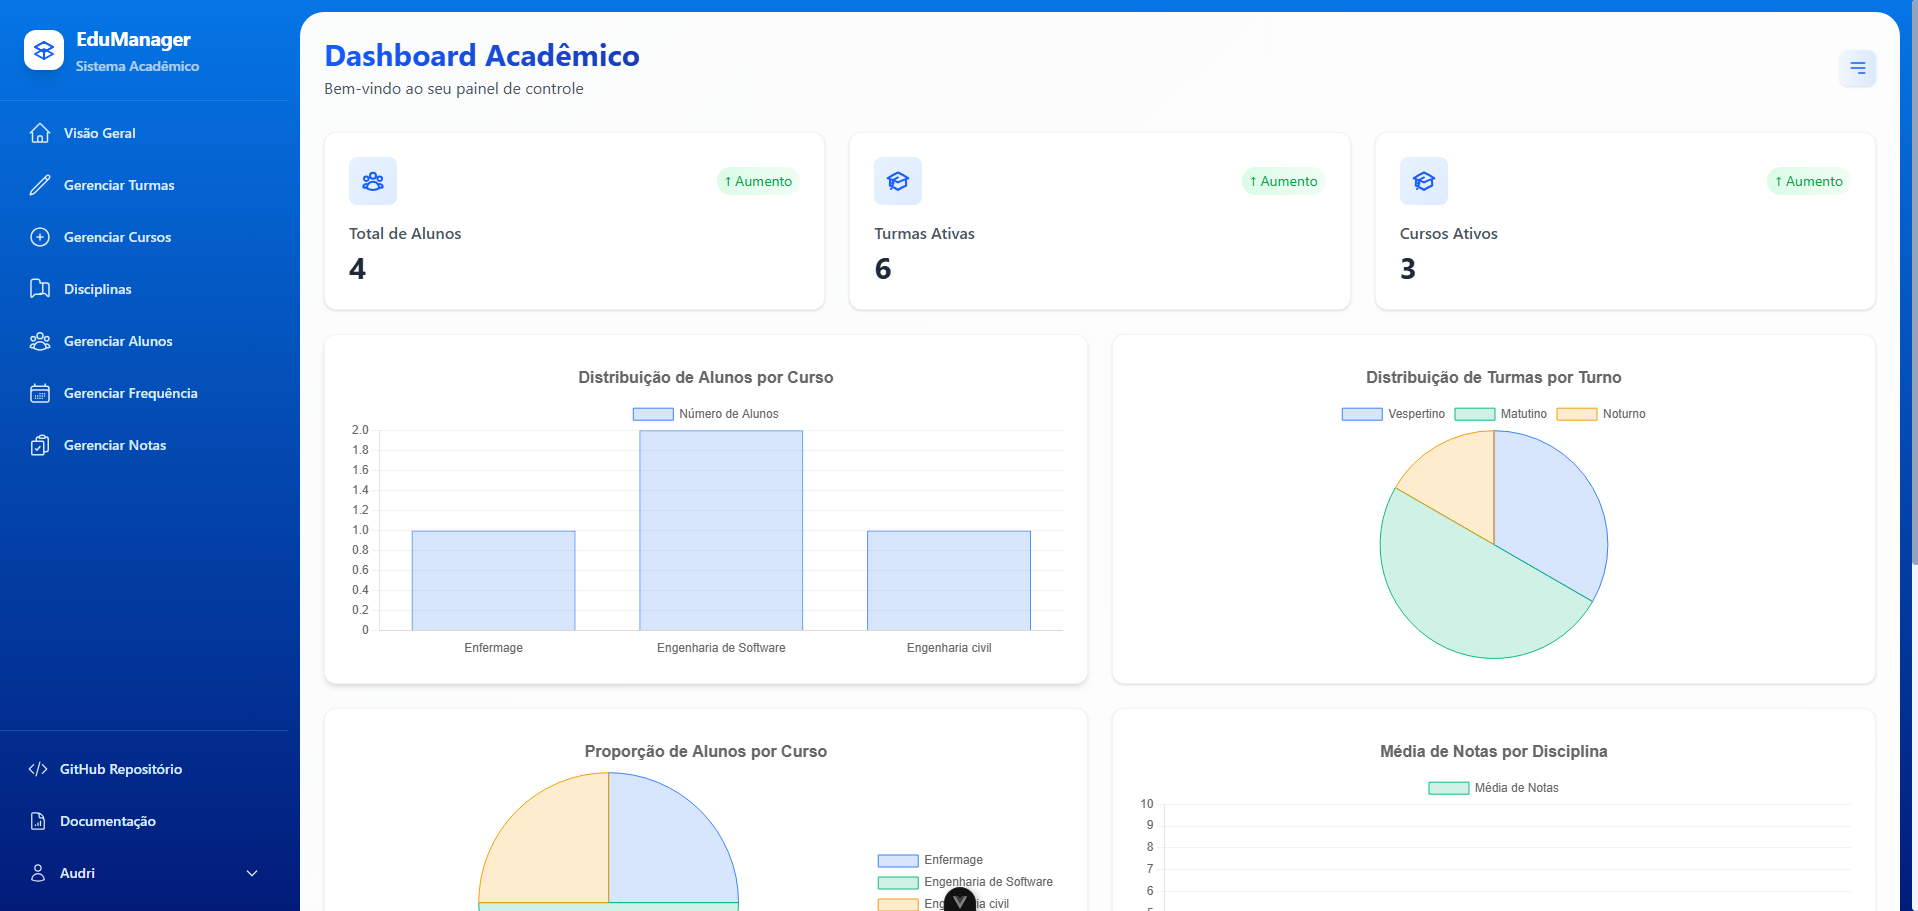 EduManager
Sistema Acadêmico
Visão Geral
Gerenciar Turmas
Gerenciar Cursos
Disciplinas
Gerenciar Alunos
Gerenciar Frequência
Gerenciar Notas
GitHub Repositório
Documentação
Audri
Dashboard Acadêmico
Bem-vindo ao seu painel de controle
↑ Aumento
Total de Alunos
4
↑ Aumento
Turmas Ativas
6
↑ Aumento
Cursos Ativos
3
Distribuição de Alunos por Curso
Número de Alunos
2.0
1.8
1.6
1.4
1.2
1.0
0.8
0.6
0.4
0.2
0
Enfermage
Engenharia de Software
Engenharia civil
Distribuição de Turmas por Turno
Vespertino
Matutino
Noturno
Proporção de Alunos por Curso
Enfermage
Engenharia de Software
civil
Média de Notas por Disciplina
Média de Notas
10
9
8
7
6